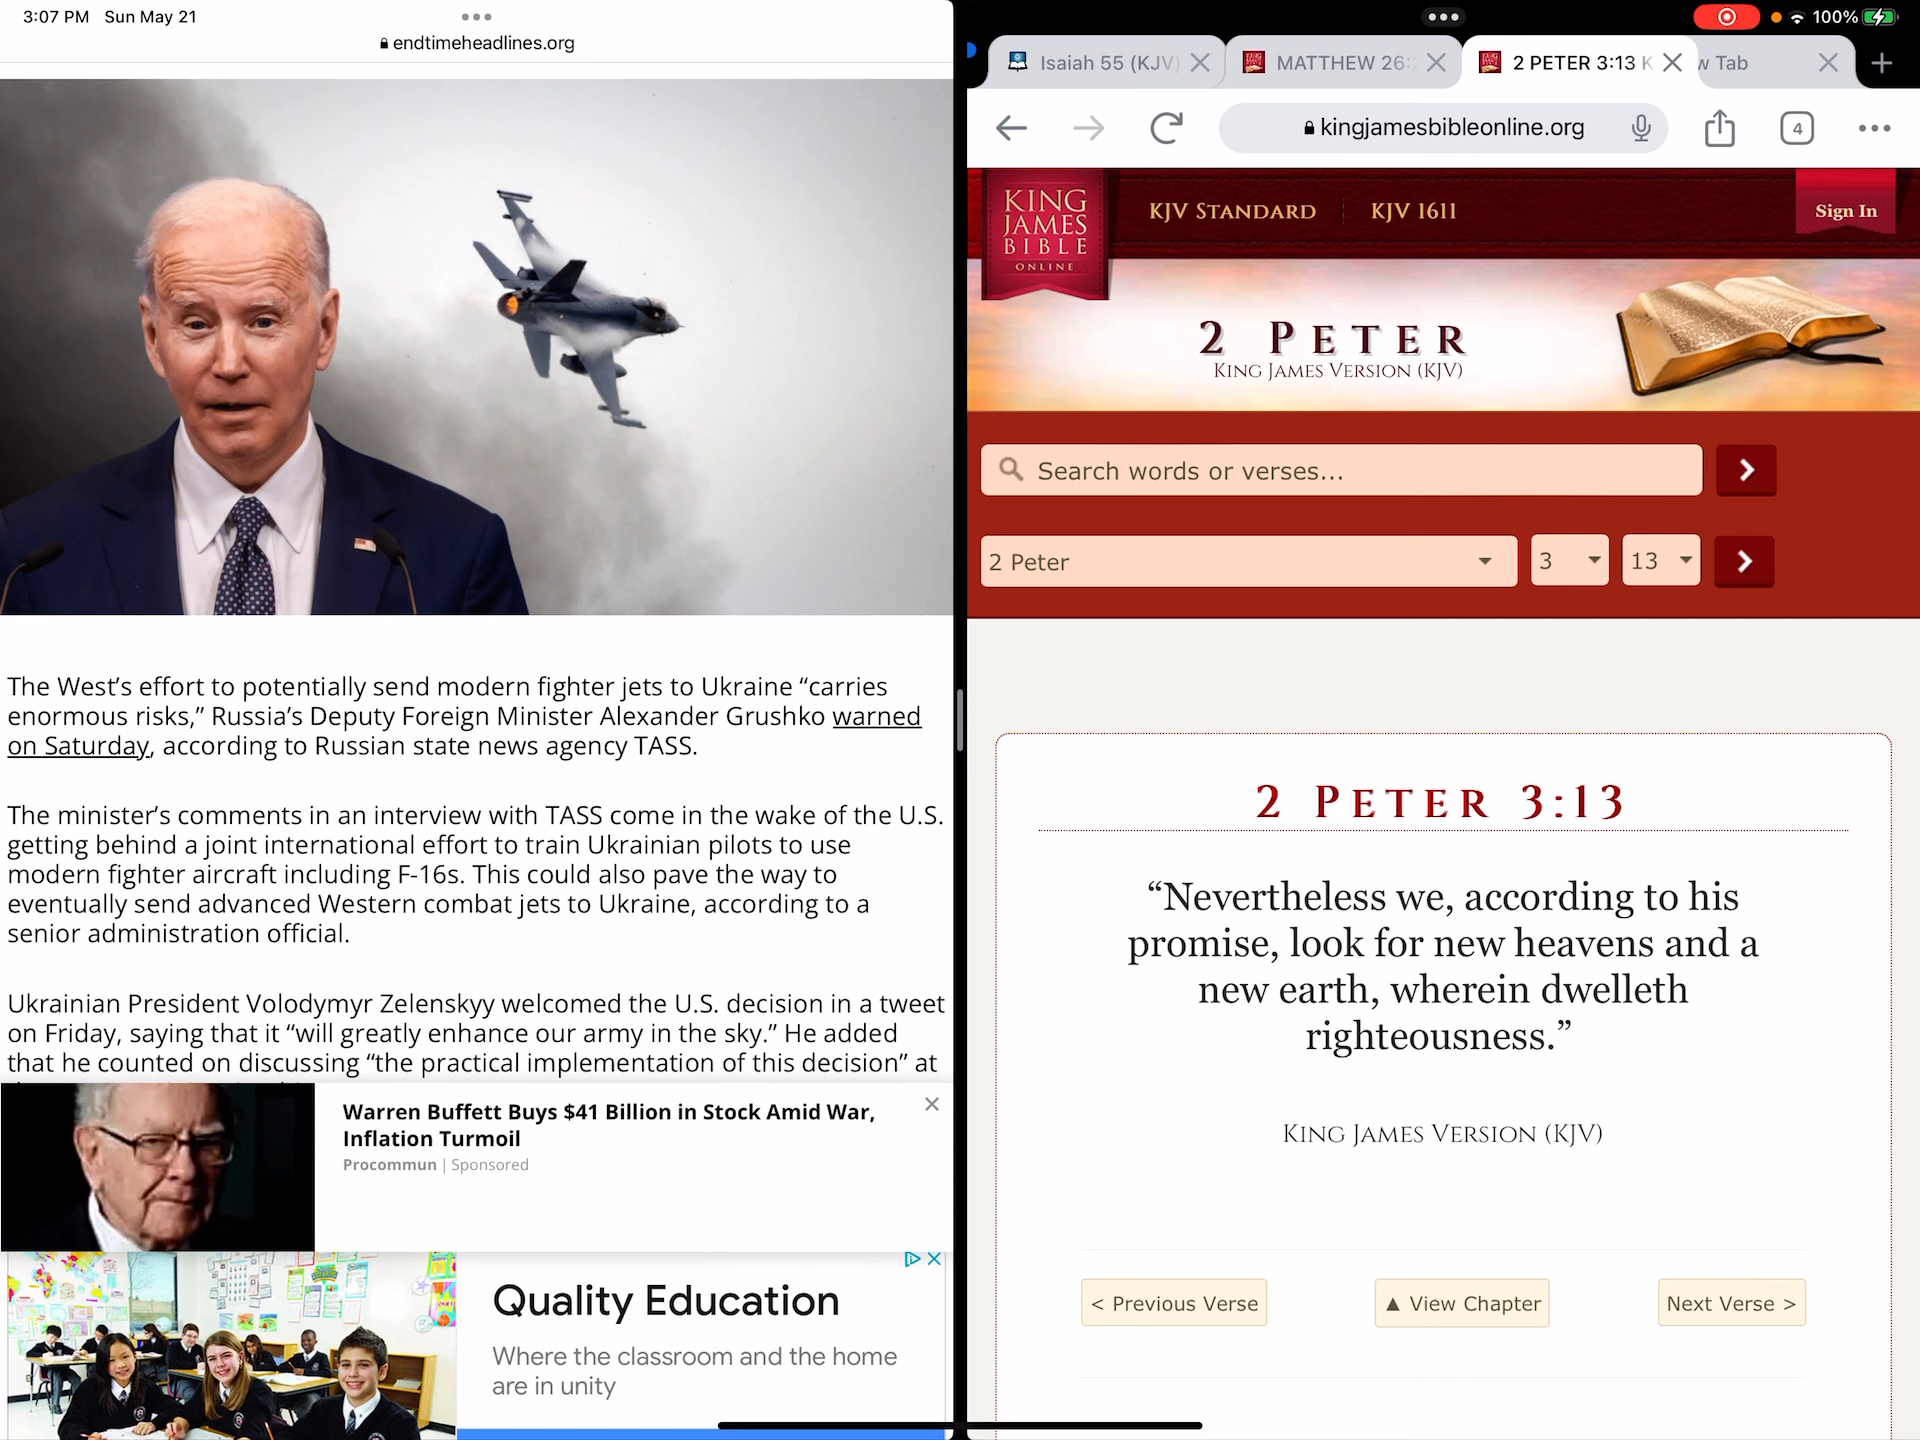 3:07 PM Sun May 21
endtimeheadlines.org
The West’s effort to potentially send modern fighter jets to Ukraine “carries
enormous risks,” Russia’s Deputy Foreign Minister Alexander Grushko warned
on Saturday, according to Russian state news agency TASS.
The minister’s comments in an interview with TASS come in the wake of the U.S.
getting behind a joint international effort to train Ukrainian pilots to use
modern fighter aircraft including F-16s. This could also pave the way to
eventually send advanced Western combat jets to Ukraine, according to a
senior administration official.
Ukrainian President Volodymyr Zelenskyy welcomed the U.S. decision in a tweet
on Friday, saying that it “will greatly enhance our army in the sky.” He added
that he counted on discussing “the practical implementation of this decision” at
Warren Buffett Buys $41 Billion in Stock Amid War,
Inflation Turmoil
Procommun | Sponsored
Quality Education
Where the classroom and the home
are in unity
100%
Isaiah 55 (KJV)
MATTHEW 26:
2 PETER 3:13 K
w Tab
kingjamesbibleonline.org
4
KING
JAMES
BIBLE
ONLINE
KJV STANDARD
KJV 1611
Sign In
2 PETER
KING JAMES VERSION (KJV)
Search words or verses...
2 Peter
3
13
2 PETER 3:13
“Nevertheless we, according to his
promise, look for new heavens and a
new earth, wherein dwelleth
righteousness.”
KING JAMES VERSION (KJV)
< Previous Verse
▲ View Chapter
Next Verse >